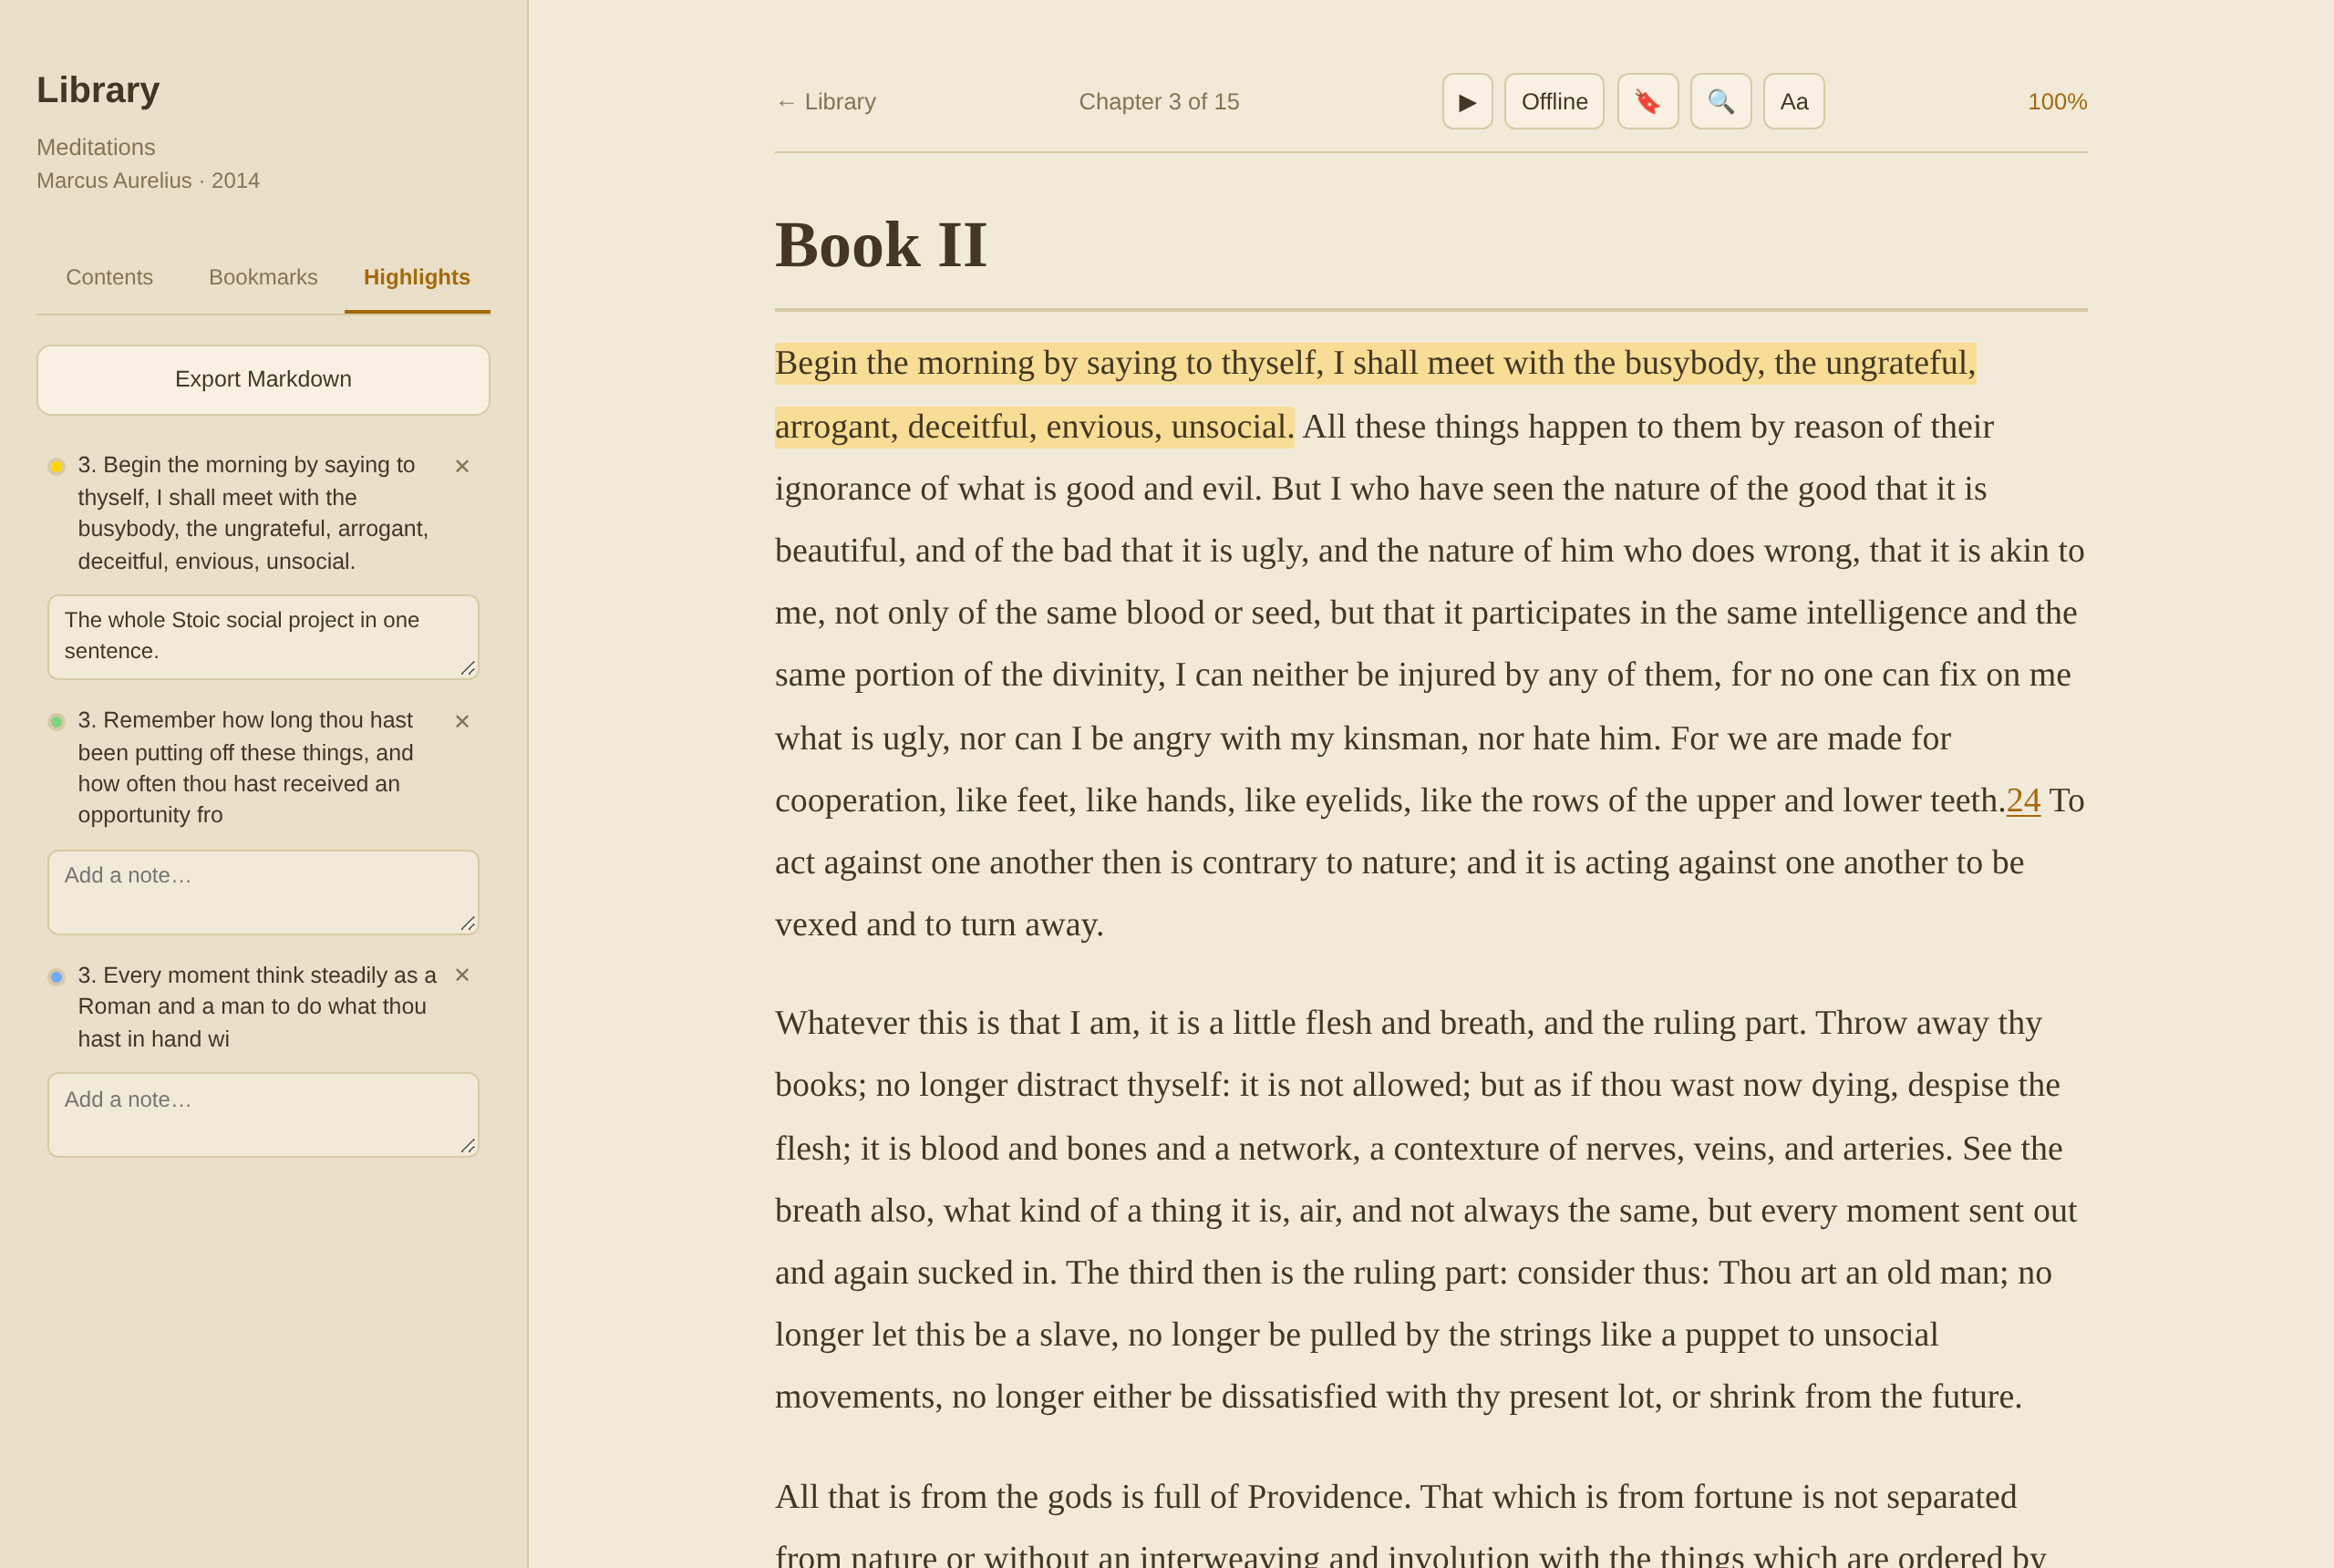 Library
Meditations
Marcus Aurelius · 2014
Contents Bookmarks Highlights
Export Markdown
3. Begin the morning by saying to ✕
thyself, I shall meet with the
busybody, the ungrateful, arrogant,
deceitful, envious, unsocial.
The whole Stoic social project in one
sentence.
3. Remember how long thou hast ✕
been putting off these things, and
how often thou hast received an
opportunity fro
Add a note…
3. Every moment think steadily as a ✕
Roman and a man to do what thou
hast in hand wi
Add a note…
← Library Chapter 3 of 15 ▶ Offline 🔖 🔍 Aa 100%
Book II
Begin the morning by saying to thyself, I shall meet with the busybody, the ungrateful,
arrogant, deceitful, envious, unsocial. All these things happen to them by reason of their
ignorance of what is good and evil. But I who have seen the nature of the good that it is
beautiful, and of the bad that it is ugly, and the nature of him who does wrong, that it is akin to
me, not only of the same blood or seed, but that it participates in the same intelligence and the
same portion of the divinity, I can neither be injured by any of them, for no one can fix on me
what is ugly, nor can I be angry with my kinsman, nor hate him. For we are made for
cooperation, like feet, like hands, like eyelids, like the rows of the upper and lower teeth.24 To
act against one another then is contrary to nature; and it is acting against one another to be
vexed and to turn away.
Whatever this is that I am, it is a little flesh and breath, and the ruling part. Throw away thy
books; no longer distract thyself: it is not allowed; but as if thou wast now dying, despise the
flesh; it is blood and bones and a network, a contexture of nerves, veins, and arteries. See the
breath also, what kind of a thing it is, air, and not always the same, but every moment sent out
and again sucked in. The third then is the ruling part: consider thus: Thou art an old man; no
longer let this be a slave, no longer be pulled by the strings like a puppet to unsocial
movements, no longer either be dissatisfied with thy present lot, or shrink from the future.
All that is from the gods is full of Providence. That which is from fortune is not separated
from nature or without an interweaving and involution with the things which are ordered by